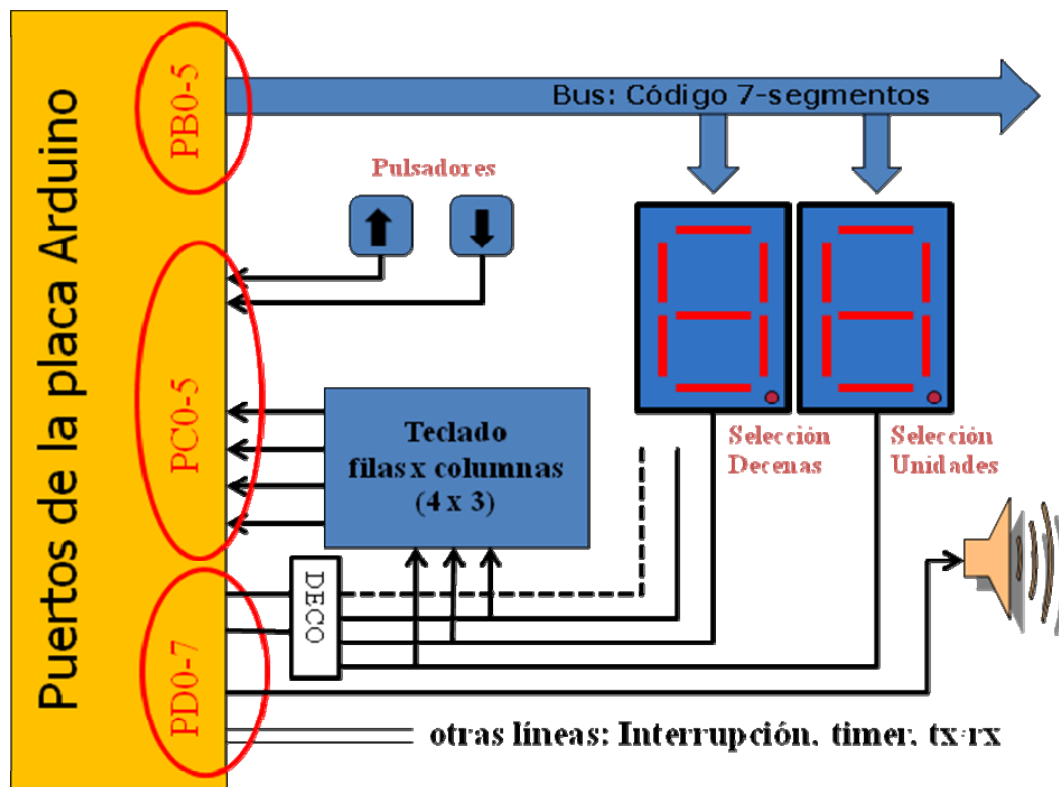 Puertos de la placa Arduino
PB0-5
Bus: Código 7-segmentos
Pulsadores
PC0-5
Teclado
filas x columnas
(4 x 3)
Selección
Decenas
Selección
Unidades
DECO
PD0-7
otras líneas: Interrupción, timer, tx-rx